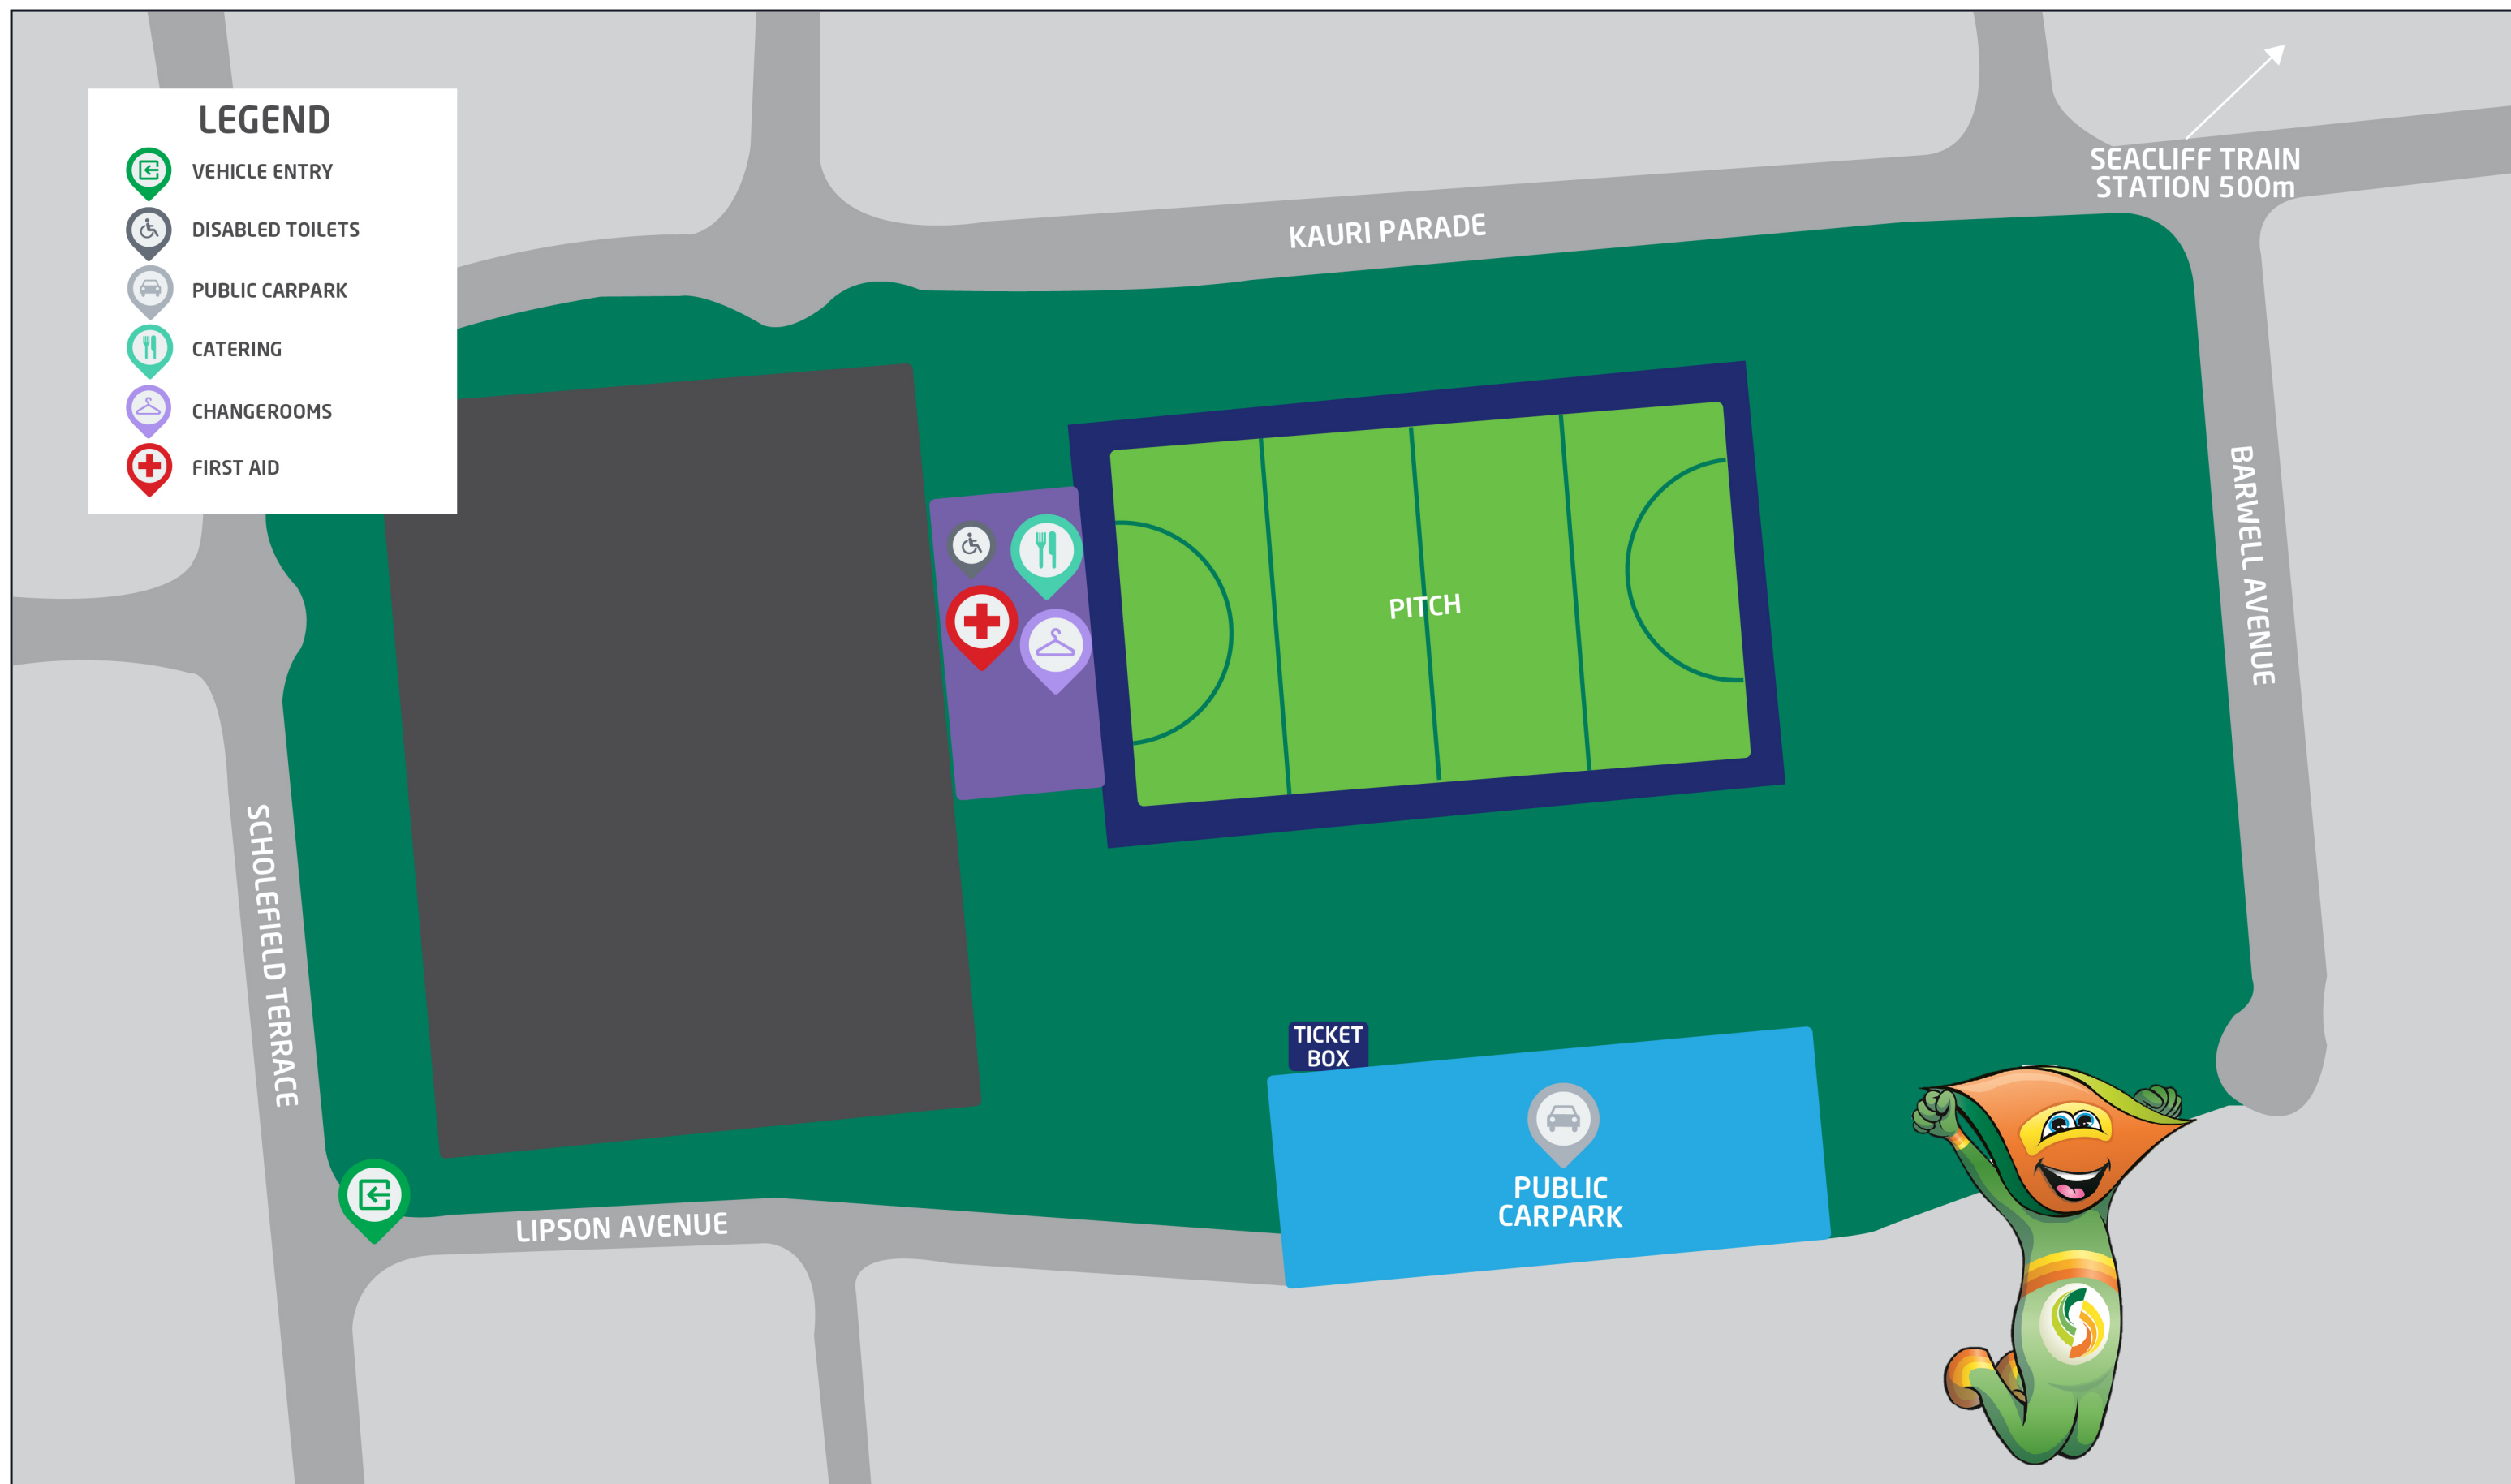 LEGEND
VEHICLE ENTRY
DISABLED TOILETS
PUBLIC CARPARK
CATERING
CHANGEROOMS
FIRST AID
SEACLIFF TRAIN
STATION 500m
KAURI PARADE
BARWELL AVENUE
PITCH
SCHOLEFIELD TERRACE
TICKET
BOX
PUBLIC
CARPARK
LIPSON AVENUE